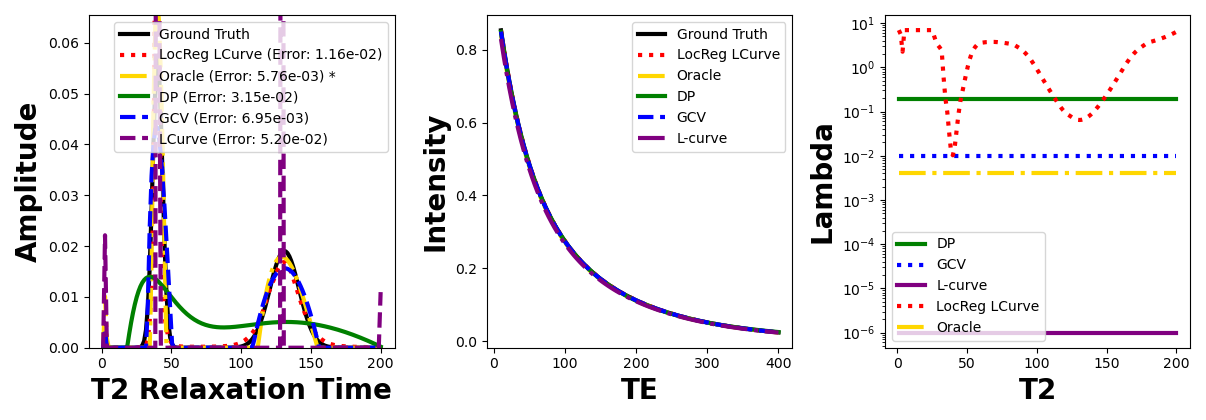 Amplitude
0.06
0.05
0.04
0.03
0.02
0.01
0.00
Ground Truth
LocReg LCurve (Error: 1.16e-02)
Oracle (Error: 5.76e-03) *
DP (Error: 3.15e-02)
GCV (Error: 6.95e-03)
LCurve (Error: 5.20e-02)
0 50 100 150 200
T2 Relaxation Time
Intensity
0.8
0.6
0.4
0.2
0.0
Ground Truth
LocReg LCurve
Oracle
DP
GCV
L-curve
0 100 200 300 400
TE
Lambda
10^1
10^0
10^-1
10^-2
10^-3
10^-4
10^-5
10^-6
DP
GCV
L-curve
LocReg LCurve
Oracle
0 50 100 150 200
T2